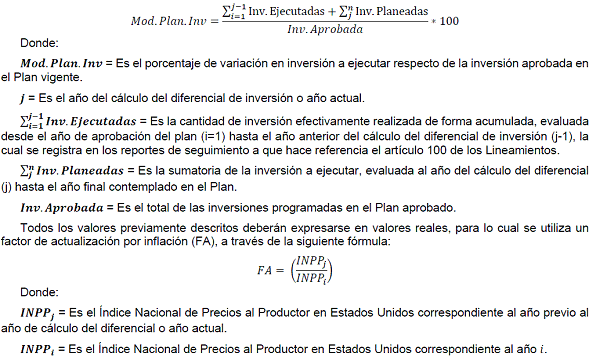 Mod. Plan. Inv = \frac{\sum_{i=1}^{j-1} Inv. Ejecutadas + \sum_{j}^{n} Inv. Planeadas}{Inv. Aprobada} * 100
Donde:
Mod. Plan. Inv = Es el porcentaje de variación en inversión a ejecutar respecto de la inversión aprobada en
el Plan vigente.
j = Es el año del cálculo del diferencial de inversión o año actual.
\sum_{i=1}^{j-1} Inv. Ejecutadas = Es la cantidad de inversión efectivamente realizada de forma acumulada, evaluada
desde el año de aprobación del plan (i=1) hasta el año anterior del cálculo del diferencial de inversión (j-1), la
cual se registra en los reportes de seguimiento a que hace referencia el artículo 100 de los Lineamientos.
\sum_{j}^{n} Inv. Planeadas = Es la sumatoria de la inversión a ejecutar, evaluada al año del cálculo del diferencial
(j) hasta el año final contemplado en el Plan.
Inv. Aprobada = Es el total de las inversiones programadas en el Plan aprobado.
Todos los valores previamente descritos deberán expresarse en valores reales, para lo cual se utiliza un
factor de actualización por inflación (FA), a través de la siguiente fórmula:
FA = \left(\frac{INPP_j}{INPP_i}\right)
Donde:
INPP_j = Es el Índice Nacional de Precios al Productor en Estados Unidos correspondiente al año previo al
año de cálculo del diferencial o año actual.
INPP_i = Es el Índice Nacional de Precios al Productor en Estados Unidos correspondiente al año i.